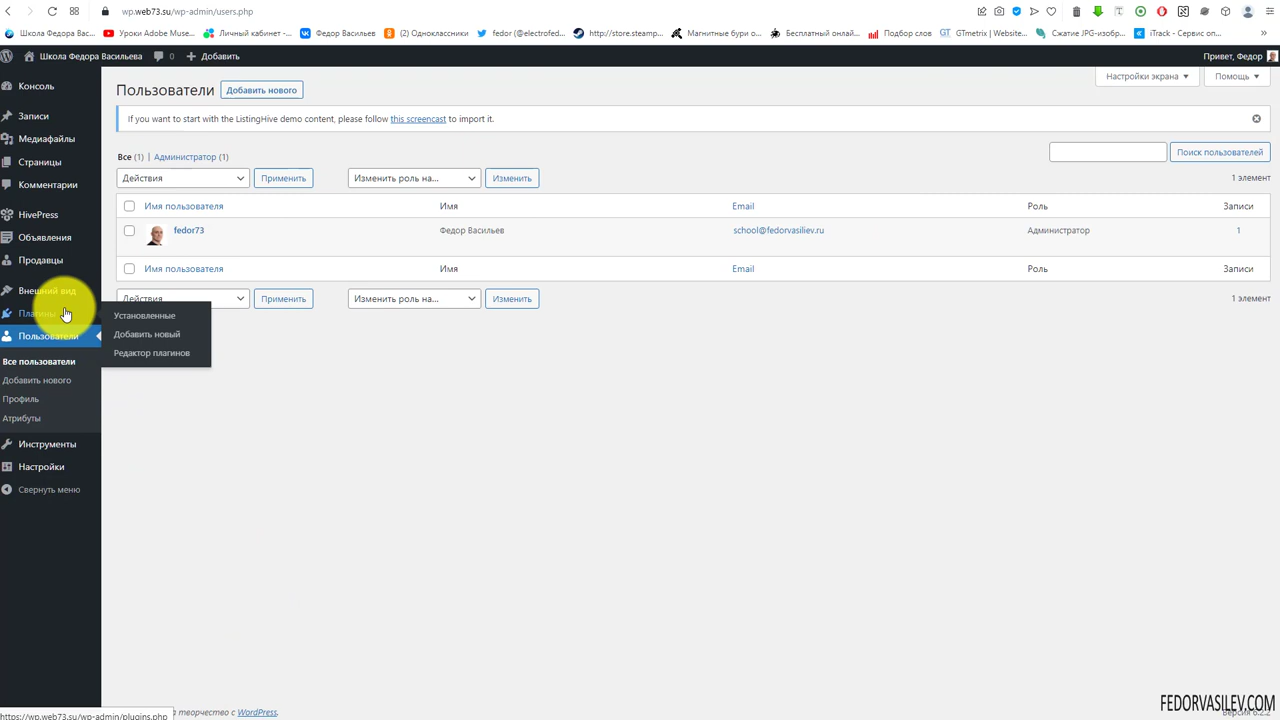 wp.web73.su/wp-admin/users.php
Школа Федора Вас...
Уроки Adobe Muse...
Личный кабинет -...
Федор Васильев
(2) Одноклассники
fedor (@electrofed...
http://store.steamp...
Магнитные бури о...
Бесплатный онлай...
Подбор слов
GTmetrix | Website...
Сжатие JPG-изобр...
iTrack - Сервис оп...
Школа Федора Васильева
0
Добавить
Привет, Федор
Консоль
Записи
Медиафайлы
Страницы
Комментарии
HivePress
Объявления
Продавцы
Внешний вид
Плагины
Пользователи
Все пользователи
Добавить нового
Профиль
Атрибуты
Инструменты
Настройки
Свернуть меню
Установленные
Добавить новый
Редактор плагинов
Настройки экрана
Помощь
Пользователи
Добавить нового
If you want to start with the ListingHive demo content, please follow this screencast to import it.
Все (1) | Администратор (1)
Поиск пользователей
Действия
Применить
Изменить роль на...
Изменить
1 элемент
Имя пользователя
Имя
Email
Роль
Записи
fedor73
Федор Васильев
school@fedorvasiliev.ru
Администратор
1
Имя пользователя
Имя
Email
Роль
Записи
Действия
Применить
Изменить роль на...
Изменить
1 элемент
https://wp.web73.su/wp-admin/plugins.php
а творчество с WordPress.
FEDORVASILEV.COM
Версия 6.2.2